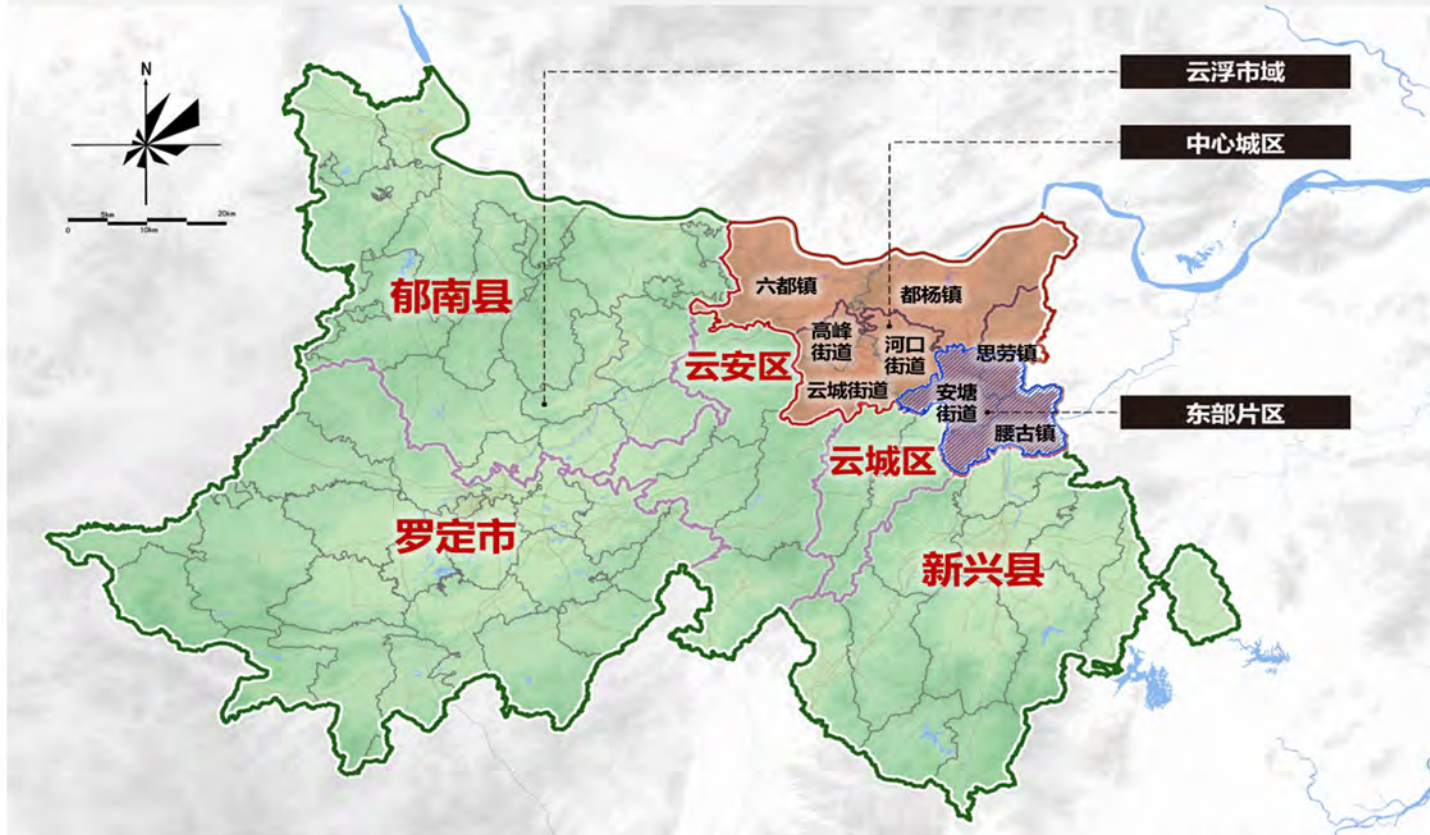 N
5km
20km
0
10km
云浮市域
中心城区
东部片区
郁南县
六都镇
都杨镇
高峰
街道
河口
街道
思劳镇
云安区
云城街道
安塘
街道
腰古镇
云城区
罗定市
新兴县